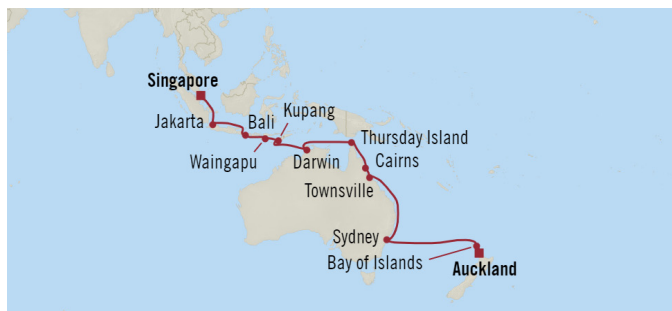 Singapore
Jakarta
Bali
Kupang
Waingapu
Darwin
Thursday Island
Cairns
Townsville
Sydney
Bay of Islands
Auckland